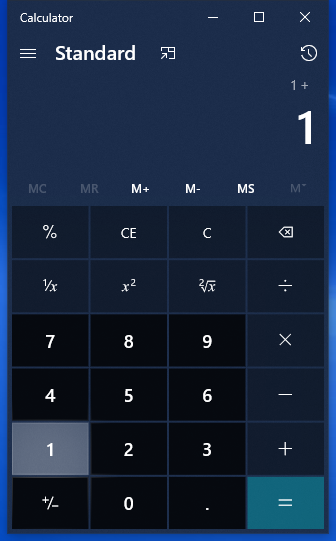 Calculator
Standard
1 +
1
MC MR M+ M- MS M˅
% CE C
¹/x x² ²√x ÷
7 8 9 ×
4 5 6 −
1 2 3 +
+/− 0 . =